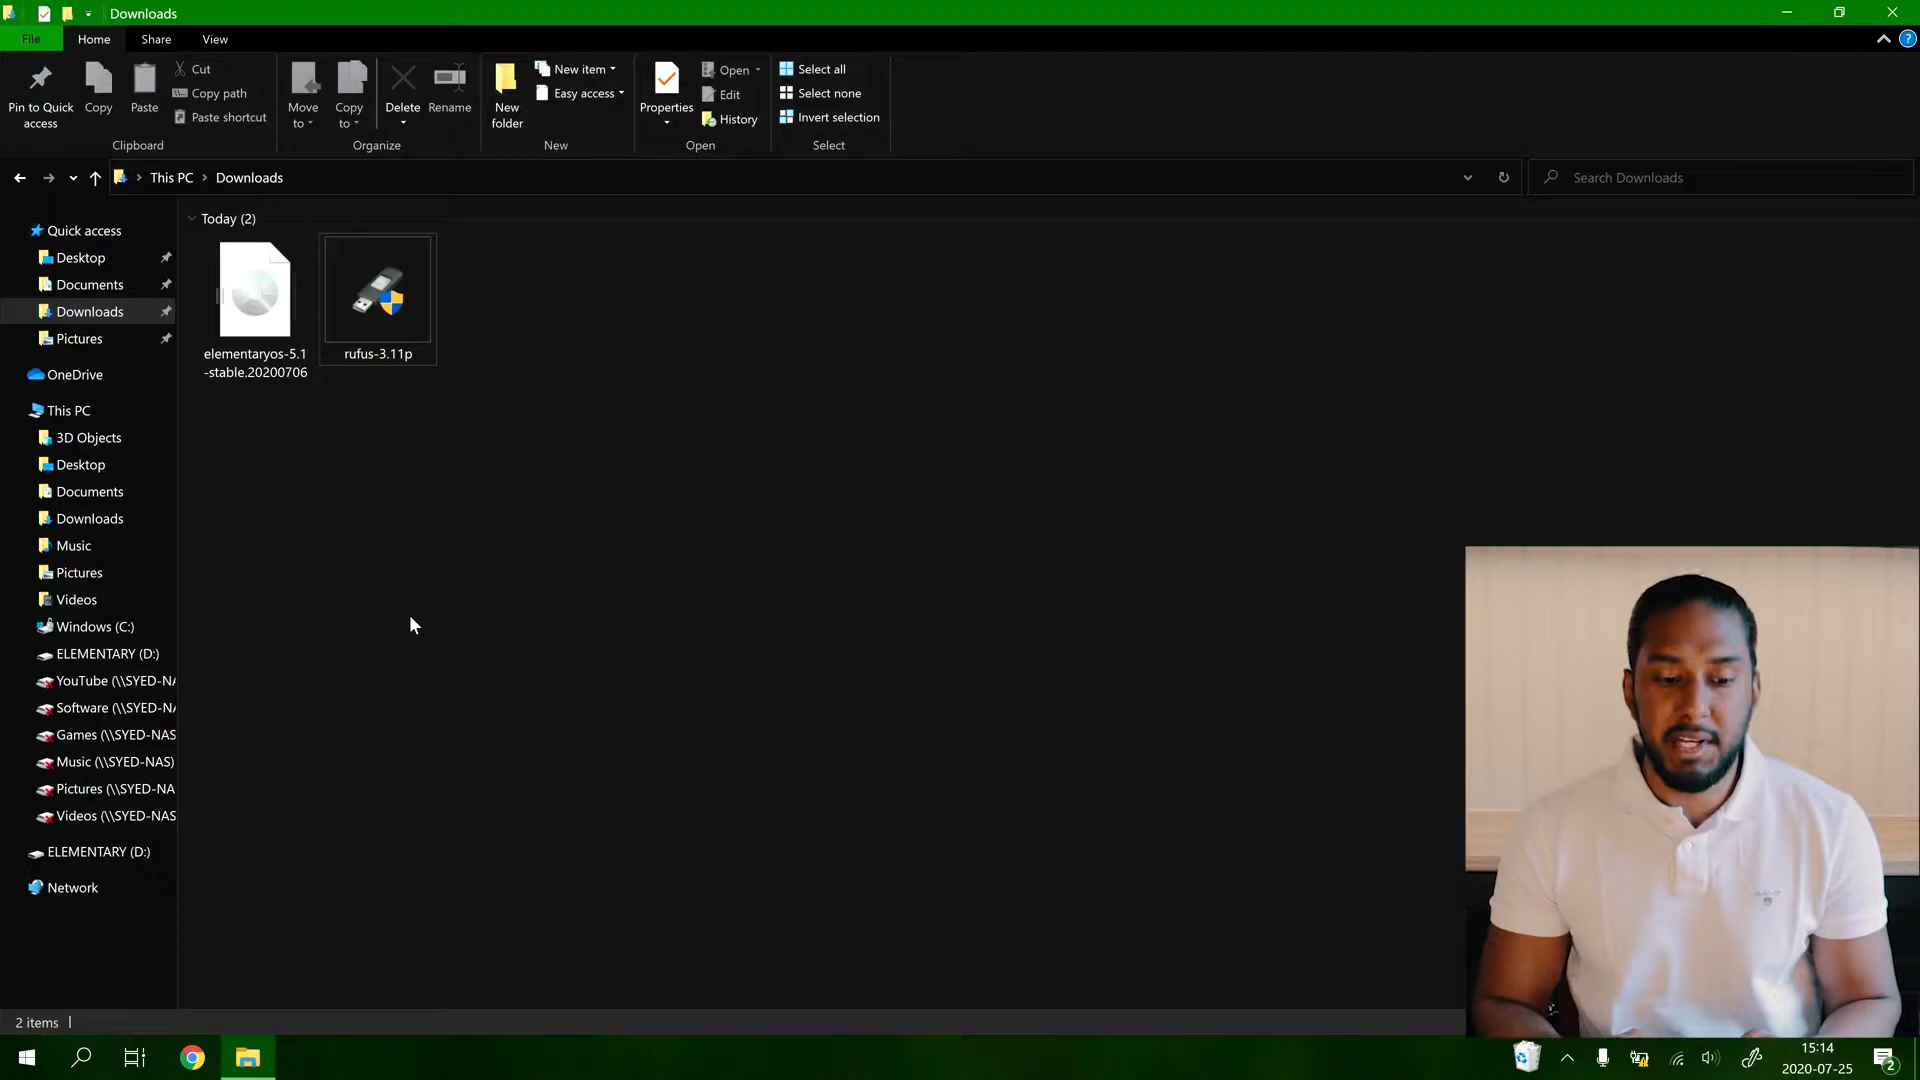 Downloads
File
Home
Share
View
Pin to Quick
access
Copy
Paste
Cut
Copy path
Paste shortcut
Clipboard
Move
to
Copy
to
Delete
Rename
Organize
New
folder
New item
Easy access
New
Properties
Open
Edit
History
Open
Select all
Select none
Invert selection
Select
This PC
Downloads
Search Downloads
Quick access
Desktop
Documents
Downloads
Pictures
OneDrive
This PC
3D Objects
Desktop
Documents
Downloads
Music
Pictures
Videos
Windows (C:)
ELEMENTARY (D:)
YouTube (\\SYED-NA
Software (\\SYED-NA
Games (\\SYED-NAS
Music (\\SYED-NAS)
Pictures (\\SYED-NA
Videos (\\SYED-NAS
ELEMENTARY (D:)
Network
Today (2)
elementaryos-5.1
-stable.20200706
rufus-3.11p
2 items
15:14
2020-07-25
2